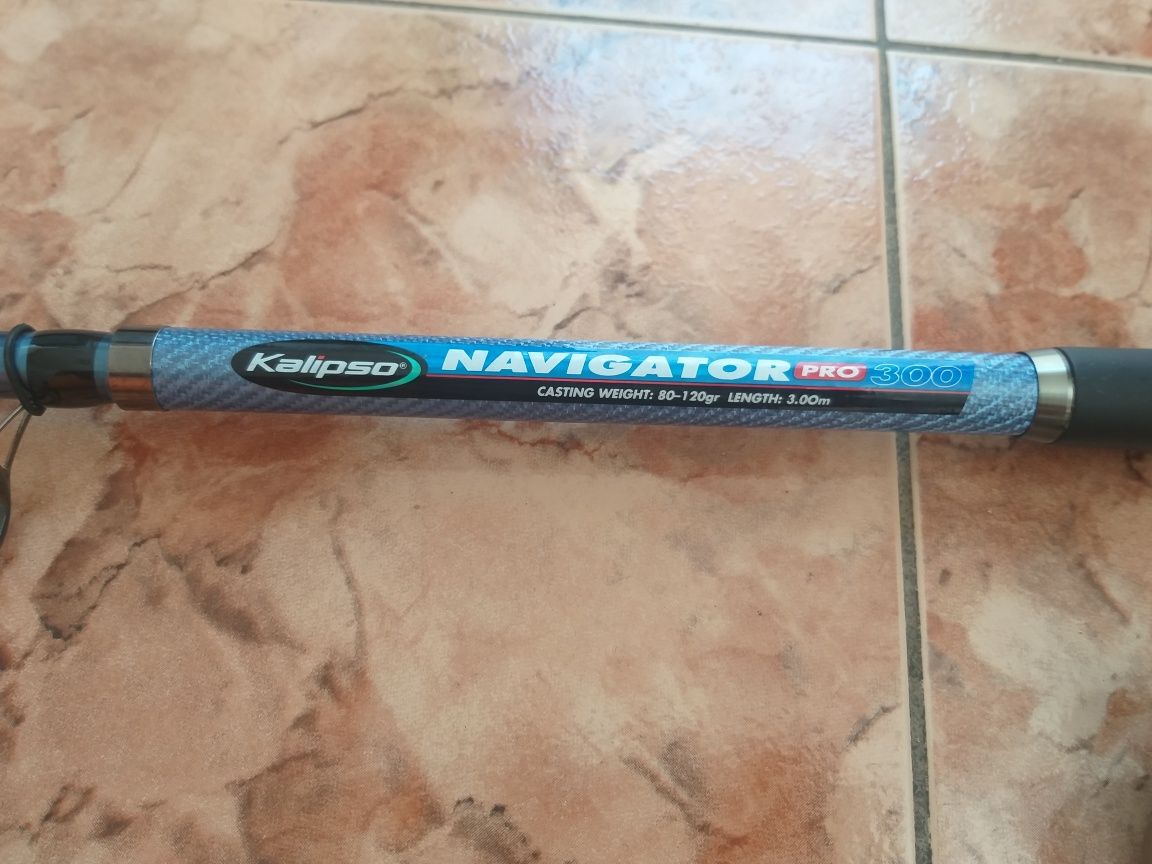 Kalipso® NAVIGATOR PRO 300
CASTING WEIGHT: 80-120gr LENGTH: 3.00m